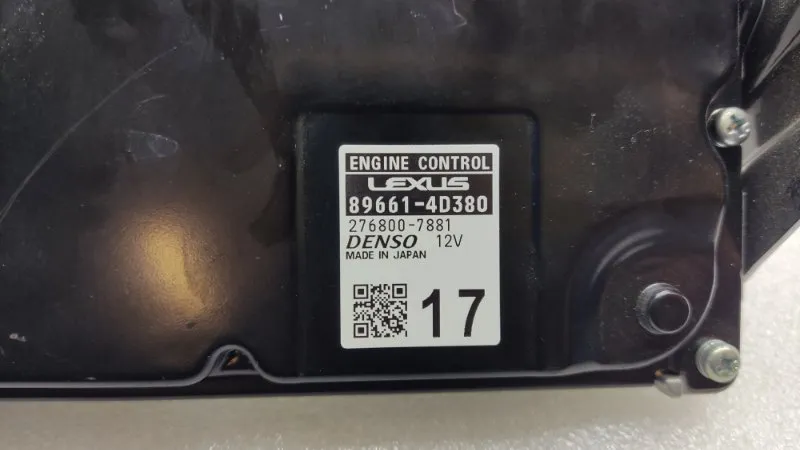 ENGINE CONTROL
LEXUS
89661-4D380
276800-7881
DENSO 12V
MADE IN JAPAN
17